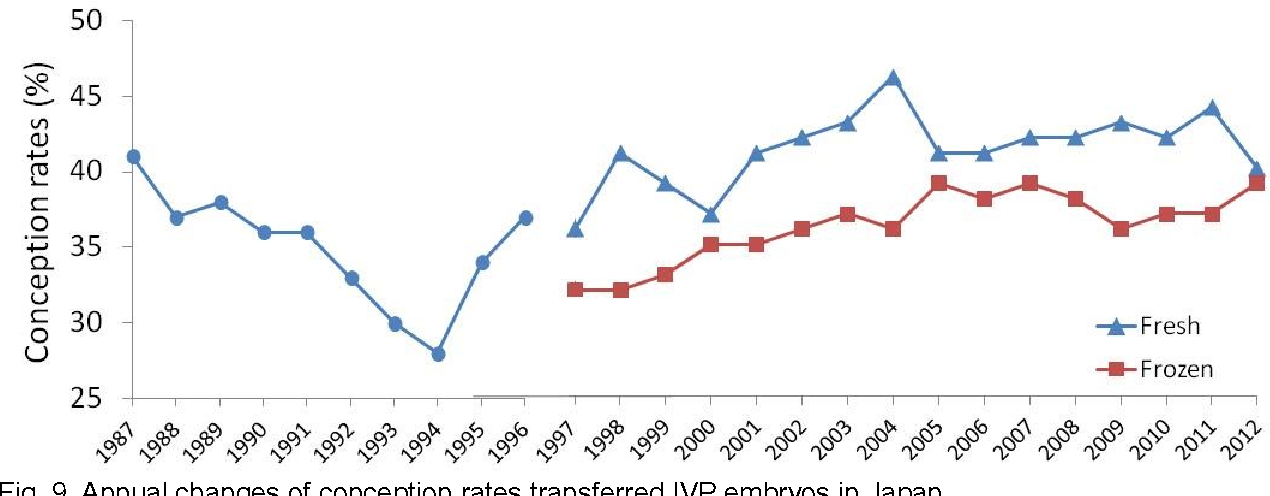 50
45
40
35
30
25
Conception rates (%)
Fresh
Frozen
1987 1988 1989 1990 1991 1992 1993 1994 1995 1996 1997 1998 1999 2000 2001 2002 2003 2004 2005 2006 2007 2008 2009 2010 2011 2012
Fig. 9. Annual changes of conception rates transferred IVP embryos in Japan